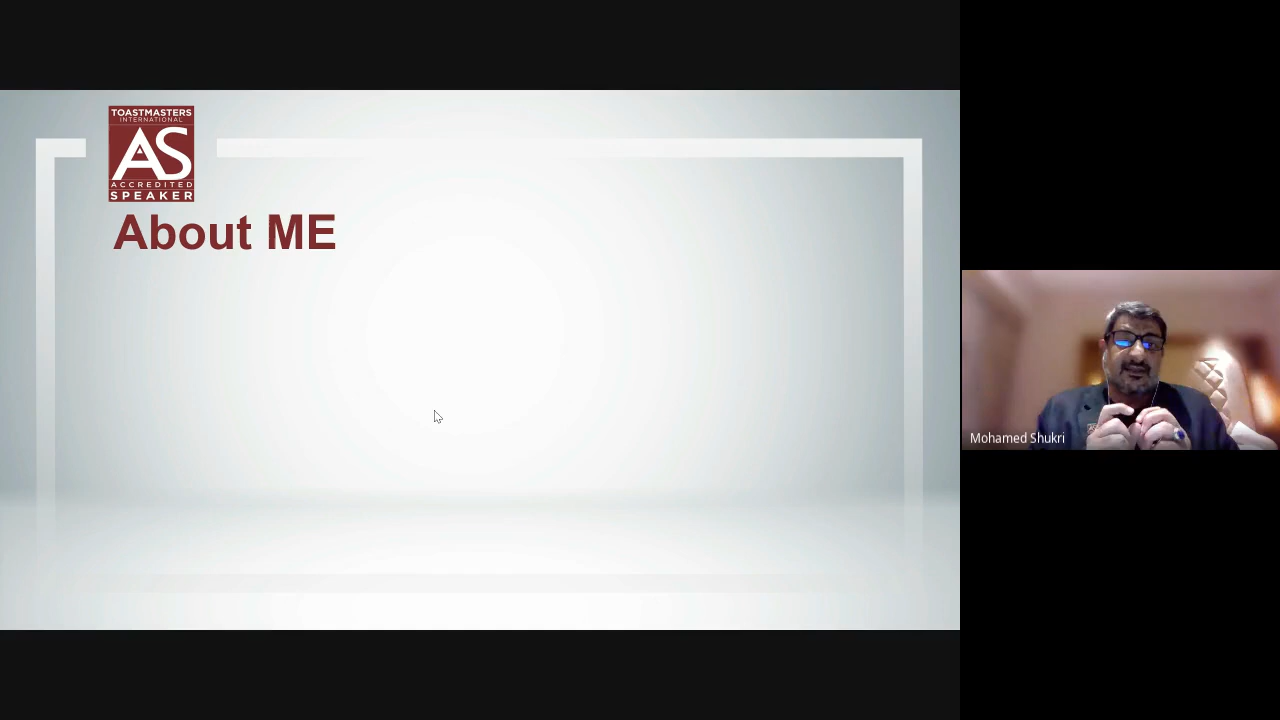 TOASTMASTERS
INTERNATIONAL
AS
ACCREDITED
SPEAKER
About ME
Mohamed Shukri